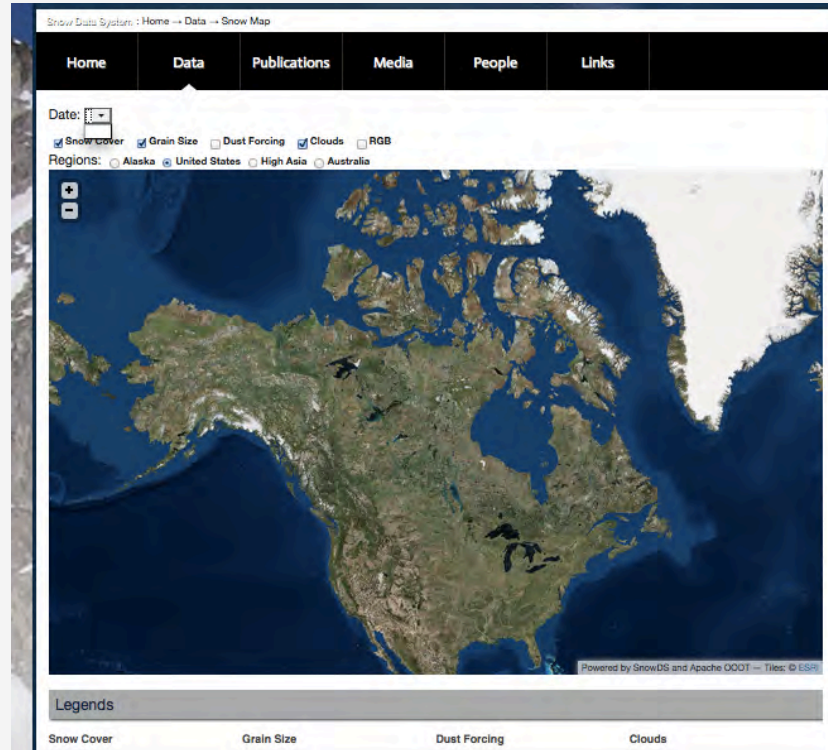 Snow Data System : Home → Data → Snow Map
Home Data Publications Media People Links
Date:
Snow Cover Grain Size Dust Forcing Clouds RGB
Regions: Alaska United States High Asia Australia
+
−
Powered by SnowDS and Apache OODT — Tiles: © ESRI
Legends
Snow Cover Grain Size Dust Forcing Clouds